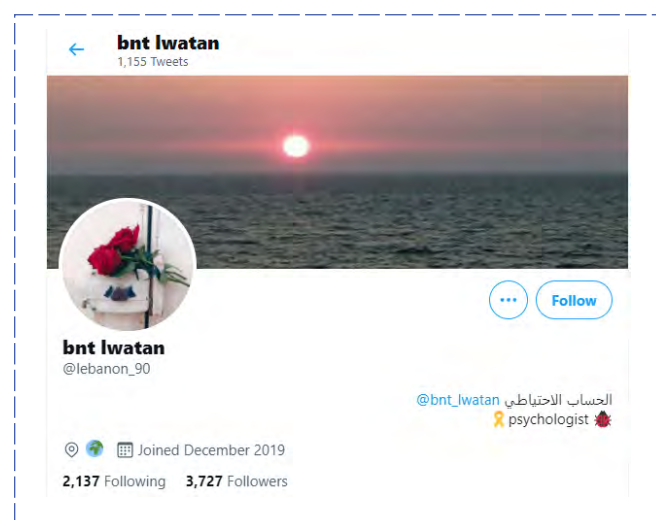 bnt lwatan
1,155 Tweets
Follow
bnt lwatan
@lebanon_90
الحساب الاحتياطي @bnt_lwatan
🐞 psychologist 🎗
🌍 Joined December 2019
2,137 Following 3,727 Followers